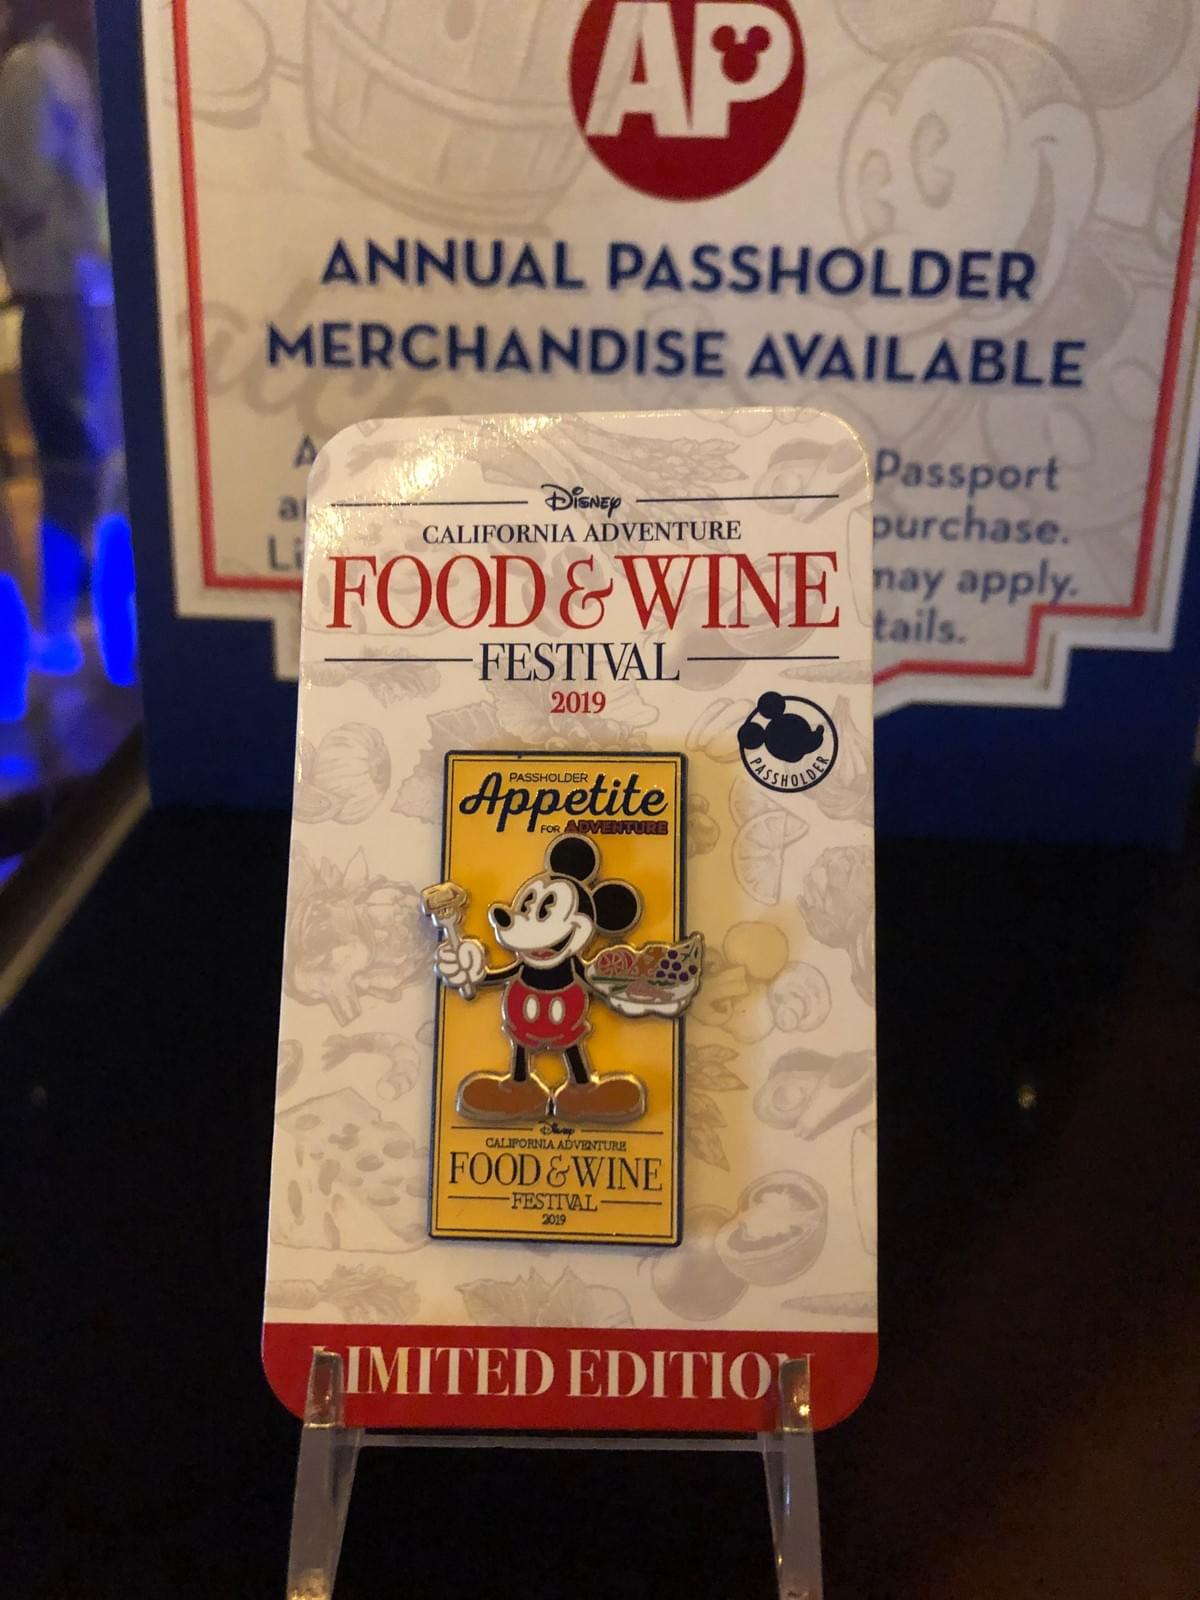 AP
ANNUAL PASSHOLDER
MERCHANDISE AVAILABLE
Passport
purchase.
may apply.
Disney
CALIFORNIA ADVENTURE
FOOD & WINE
FESTIVAL
2019
PASSHOLDER
PASSHOLDER
Appetite
FOR ADVENTURE
Disney
CALIFORNIA ADVENTURE
FOOD & WINE
FESTIVAL
2019
LIMITED EDITION